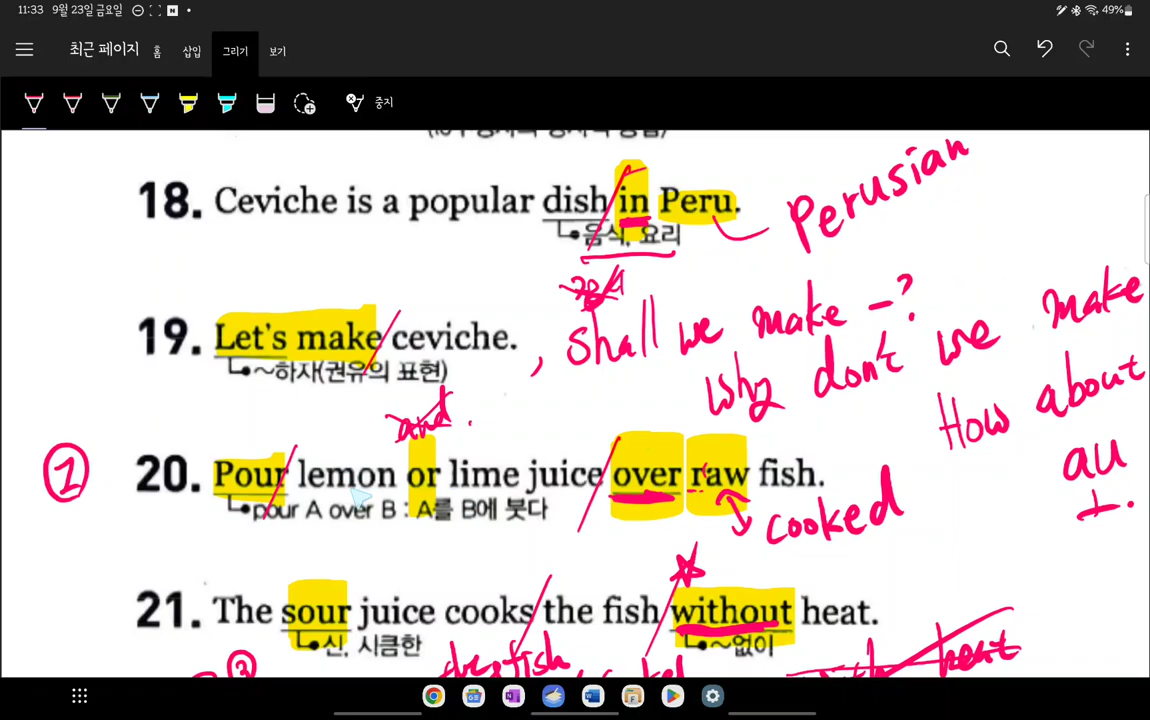 11:33 9월 23일 금요일 N 49%
최근 페이지 홈 삽입 그리기 보기
중지
18. Ceviche is a popular dish in Peru.
음식, 요리
Perusian
19. Let's make ceviche.
~하자(권유의 표현)
, shall we make -?
why don't we make
How about
and.
① 20. Pour lemon or lime juice over raw fish.
pour A over B : A를 B에 붓다
cooked
21. The sour juice cooks the fish without heat.
신, 시큼한
~없이
③